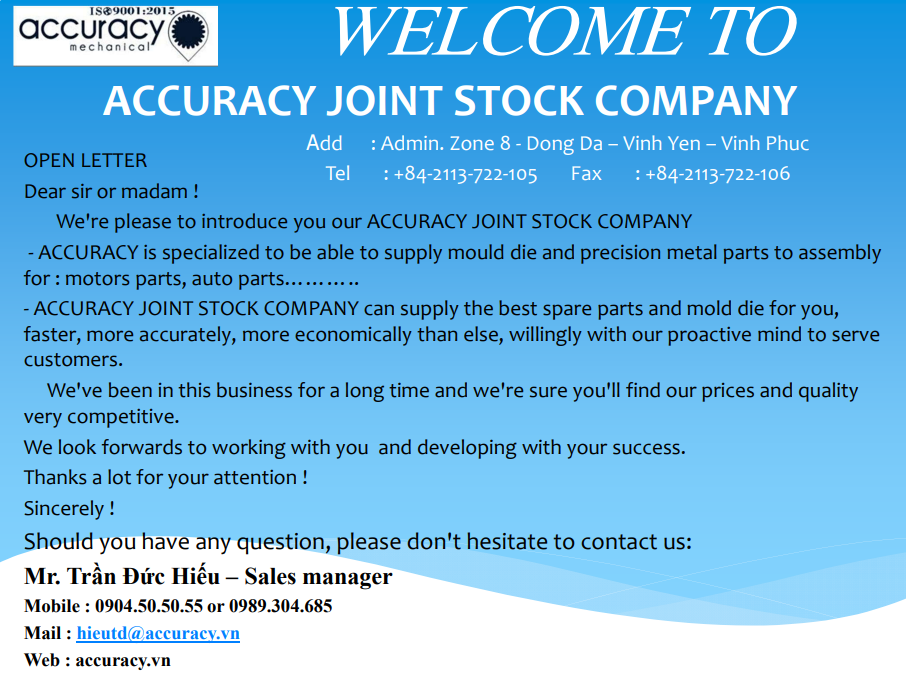 IS@9001:2015
accuracy
mechanical
WELCOME TO
ACCURACY JOINT STOCK COMPANY
Add : Admin. Zone 8 - Dong Da – Vinh Yen – Vinh Phuc
Tel : +84-2113-722-105 Fax : +84-2113-722-106
OPEN LETTER
Dear sir or madam !
We're please to introduce you our ACCURACY JOINT STOCK COMPANY
- ACCURACY is specialized to be able to supply mould die and precision metal parts to assembly
for : motors parts, auto parts……….
- ACCURACY JOINT STOCK COMPANY can supply the best spare parts and mold die for you,
faster, more accurately, more economically than else, willingly with our proactive mind to serve
customers.
We've been in this business for a long time and we're sure you'll find our prices and quality
very competitive.
We look forwards to working with you and developing with your success.
Thanks a lot for your attention !
Sincerely !
Should you have any question, please don't hesitate to contact us:
Mr. Trần Đức Hiếu – Sales manager
Mobile : 0904.50.50.55 or 0989.304.685
Mail : hieutd@accuracy.vn
Web : accuracy.vn